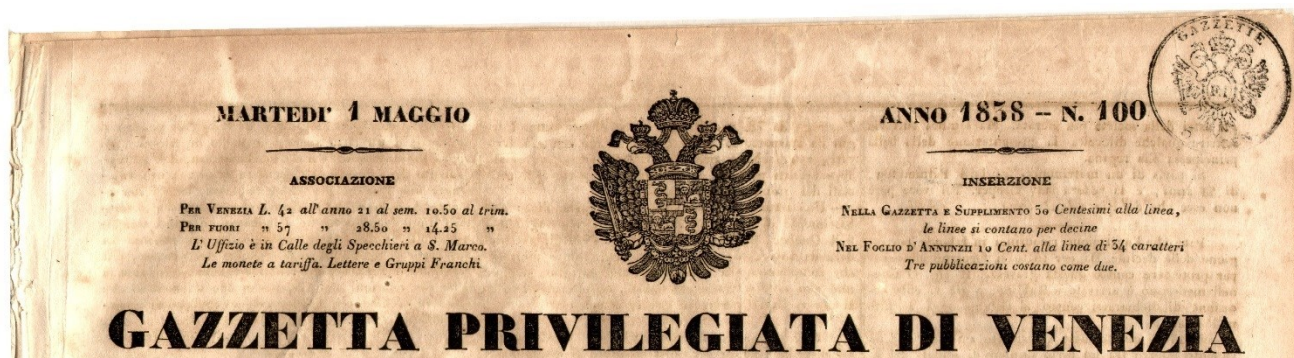 MARTEDI' 1 MAGGIO
ASSOCIAZIONE
PER VENEZIA L. 42 all'anno 21 al sem. 10.50 al trim.
PER FUORI " 57 " 28.50 " 14.25 "
L' Uffizio è in Calle degli Specchieri a S. Marco.
Le monete a tariffa. Lettere e Gruppi Franchi
ANNO 1838 -- N. 100
INSERZIONE
NELLA GAZZETTA E SUPPLIMENTO 30 Centesimi alla linea,
le linee si contano per decine
NEL FOGLIO D'ANNUNZII 10 Cent. alla linea di 34 caratteri
Tre pubblicazioni costano come due.
GAZZETTE
GAZZETTA PRIVILEGIATA DI VENEZIA